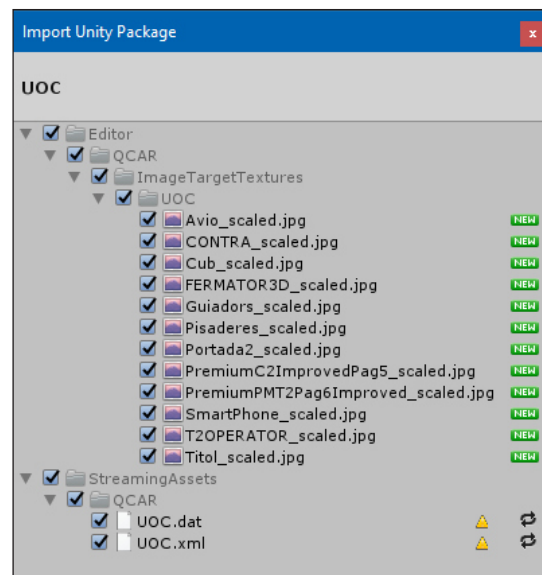 Import Unity Package
x
UOC
Editor
QCAR
ImageTargetTextures
UOC
Avio_scaled.jpg NEW
CONTRA_scaled.jpg NEW
Cub_scaled.jpg NEW
FERMATOR3D_scaled.jpg NEW
Guiadors_scaled.jpg NEW
Pisaderes_scaled.jpg NEW
Portada2_scaled.jpg NEW
PremiumC2ImprovedPag5_scaled.jpg NEW
PremiumPMT2Pag6Improved_scaled.jpg NEW
SmartPhone_scaled.jpg NEW
T2OPERATOR_scaled.jpg NEW
Titol_scaled.jpg NEW
StreamingAssets
QCAR
UOC.dat
UOC.xml